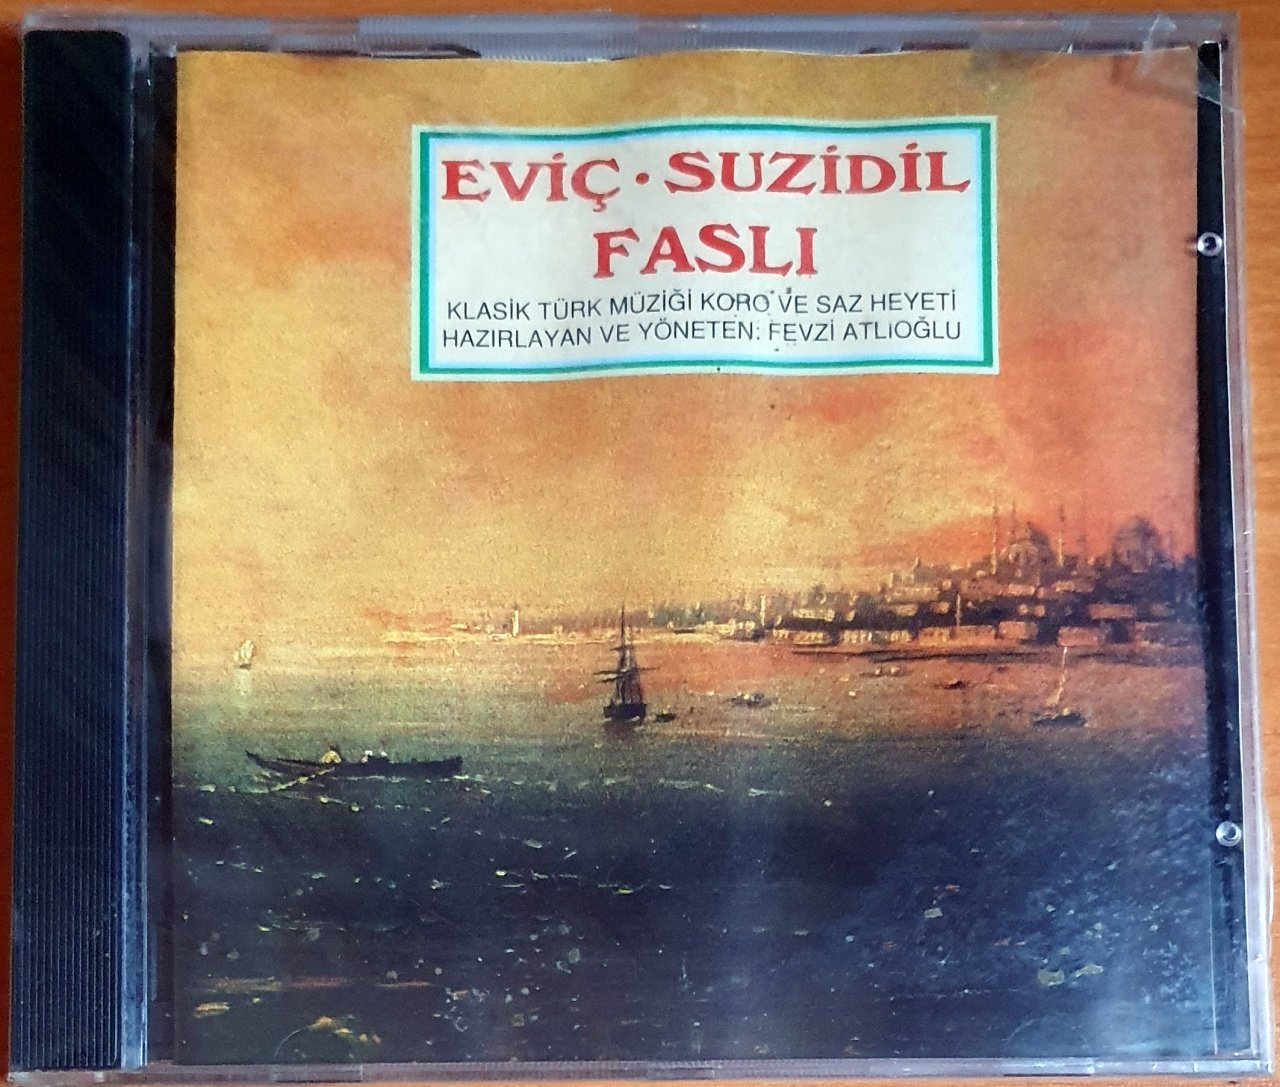 EVİÇ · SUZİDİL
FASLI
KLASİK TÜRK MÜZİĞİ KORO VE SAZ HEYETİ
HAZIRLAYAN VE YÖNETEN: FEVZİ ATLIOĞLU